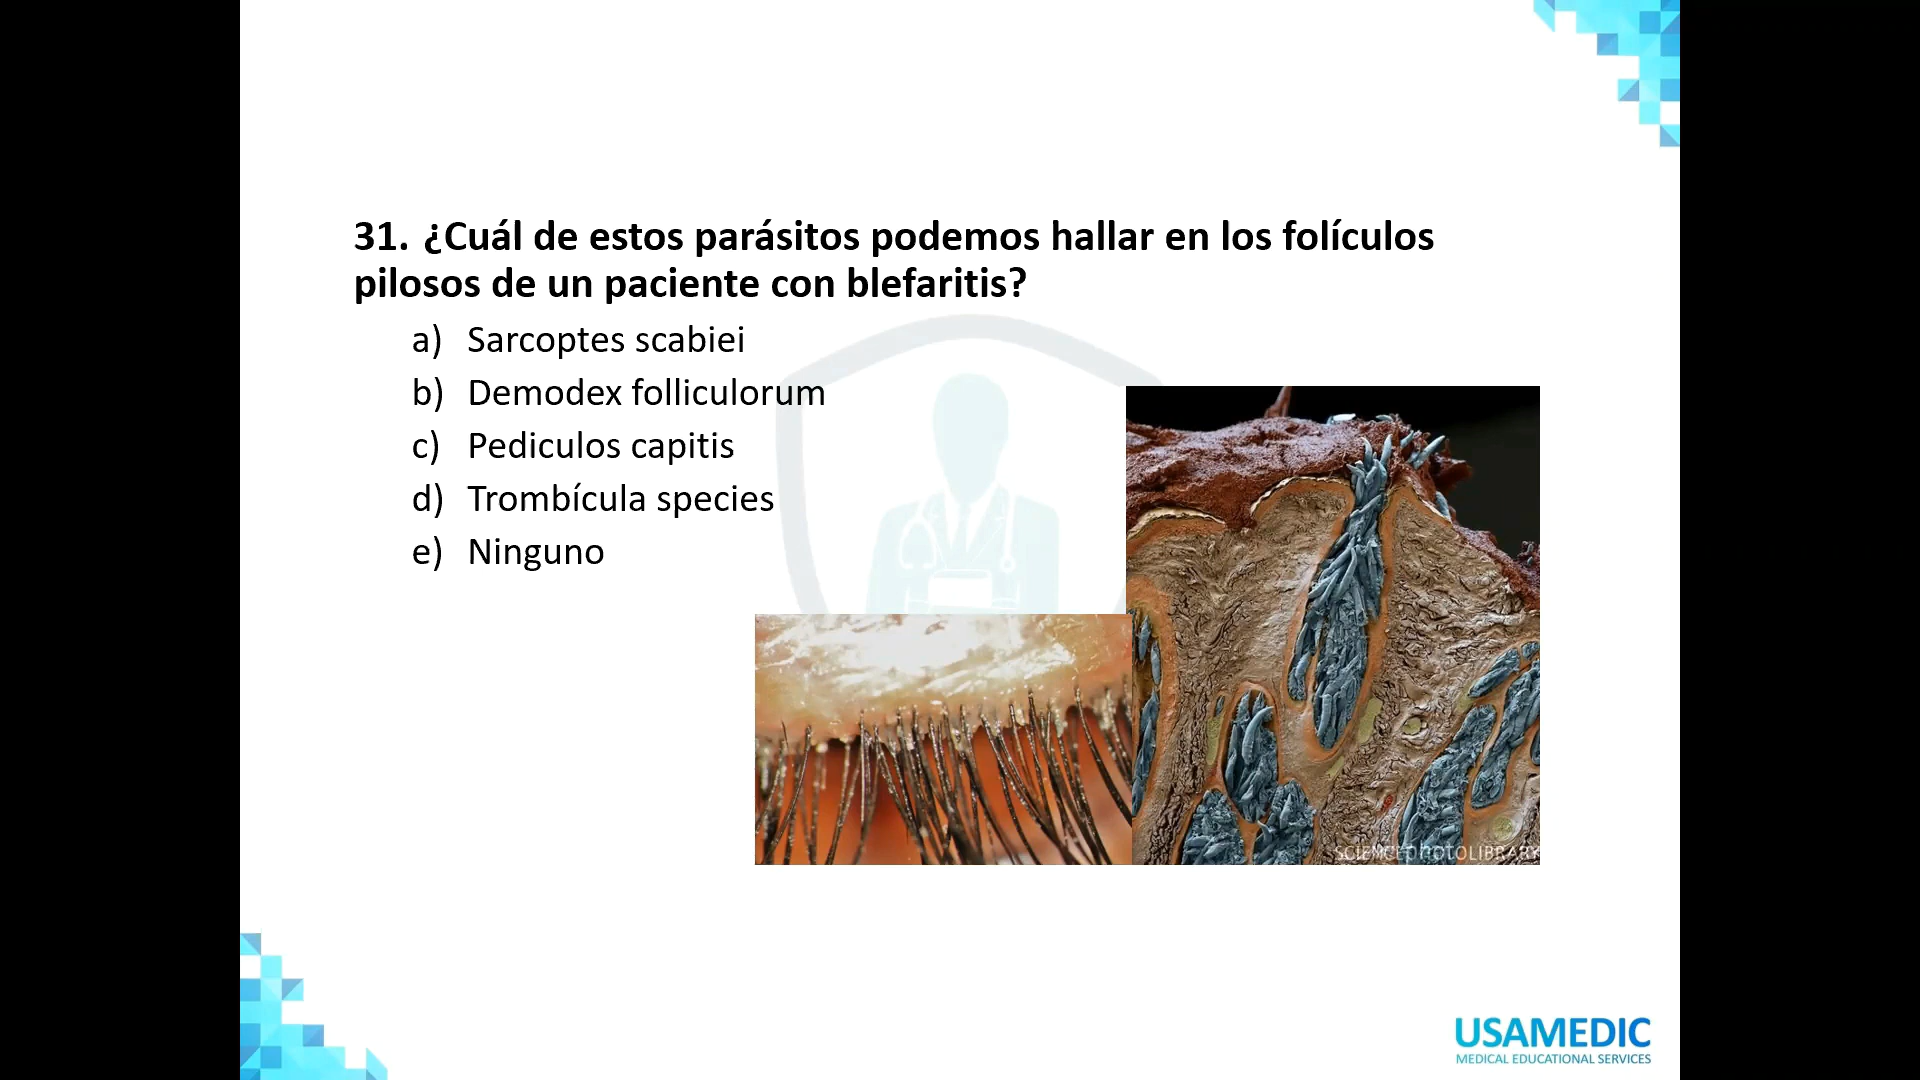 31. ¿Cuál de estos parásitos podemos hallar en los folículos
pilosos de un paciente con blefaritis?
a) Sarcoptes scabiei
b) Demodex folliculorum
c) Pediculos capitis
d) Trombícula species
e) Ninguno
SCIENCEPHOTOLIBRARY
USAMEDIC
MEDICAL EDUCATIONAL SERVICES